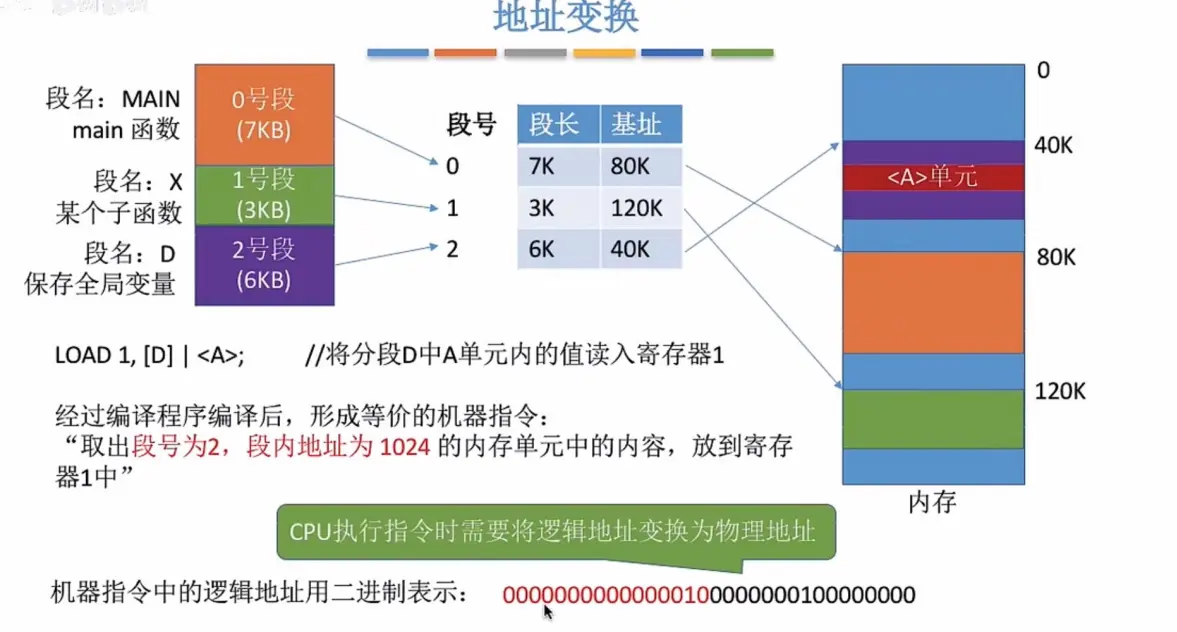 地址变换
段名：MAIN
main 函数
0号段
(7KB)
段名：X
某个子函数
1号段
(3KB)
段名：D
保存全局变量
2号段
(6KB)
段号 段长 基址
0 7K 80K
1 3K 120K
2 6K 40K
0
40K
<A>单元
80K
120K
内存
LOAD 1, [D] | <A>; //将分段D中A单元内的值读入寄存器1
经过编译程序编译后，形成等价的机器指令：
“取出段号为2，段内地址为 1024 的内存单元中的内容，放到寄存
器1中”
CPU执行指令时需要将逻辑地址变换为物理地址
机器指令中的逻辑地址用二进制表示： 00000000000000100000000100000000